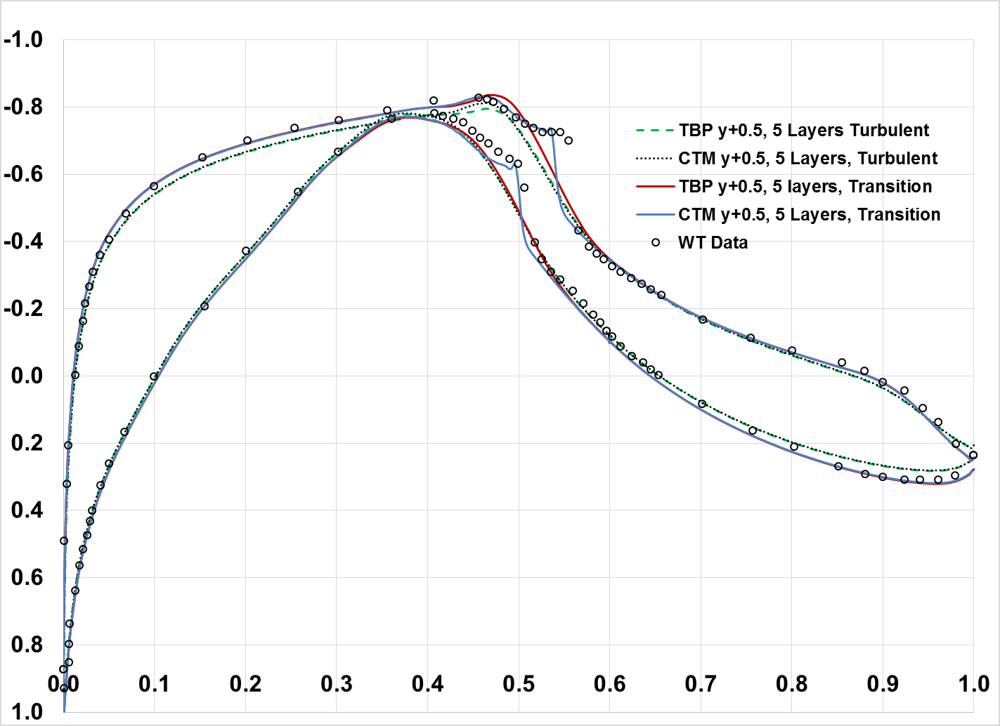 -1.0
-0.8
-0.6
-0.4
-0.2
0.0
0.2
0.4
0.6
0.8
1.0
TBP y+0.5, 5 Layers Turbulent
CTM y+0.5, 5 Layers, Turbulent
TBP y+0.5, 5 layers, Transition
CTM y+0.5, 5 Layers, Transition
WT Data
0.0 0.1 0.2 0.3 0.4 0.5 0.6 0.7 0.8 0.9 1.0